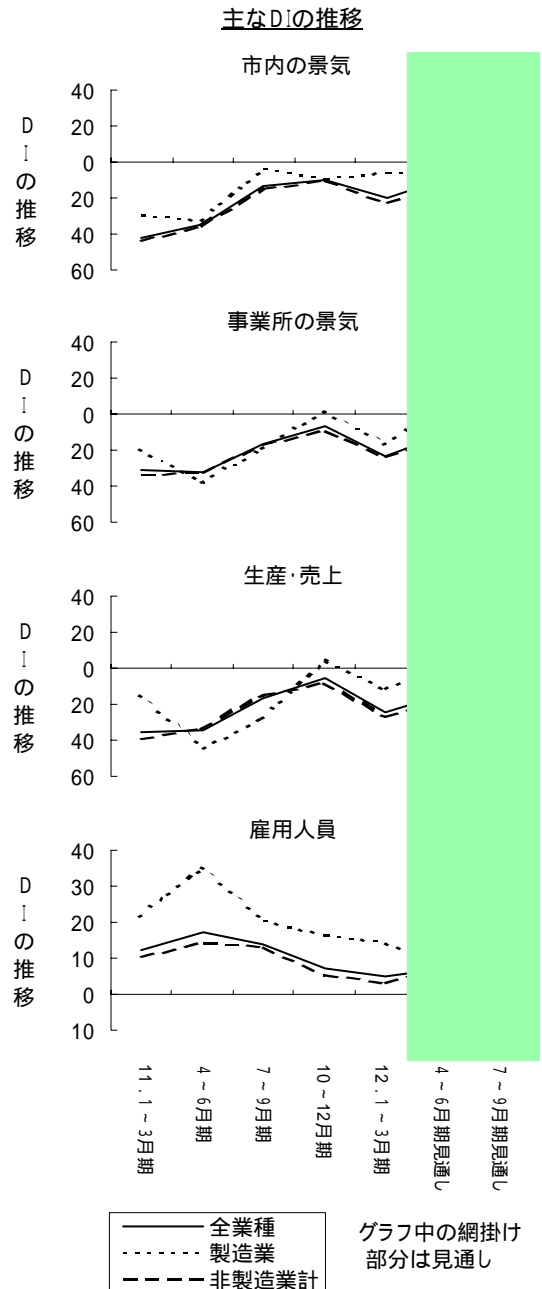 主なDIの推移
市内の景気
DIの推移
40
20
0
20
40
60
事業所の景気
DIの推移
40
20
0
20
40
60
生産・売上
DIの推移
40
20
0
20
40
60
雇用人員
DIの推移
40
30
20
10
0
10
11.1~3月期
4~6月期
7~9月期
10~12月期
12.1~3月期
4~6月期見通し
7~9月期見通し
全業種
製造業
非製造業計
グラフ中の網掛け
部分は見通し